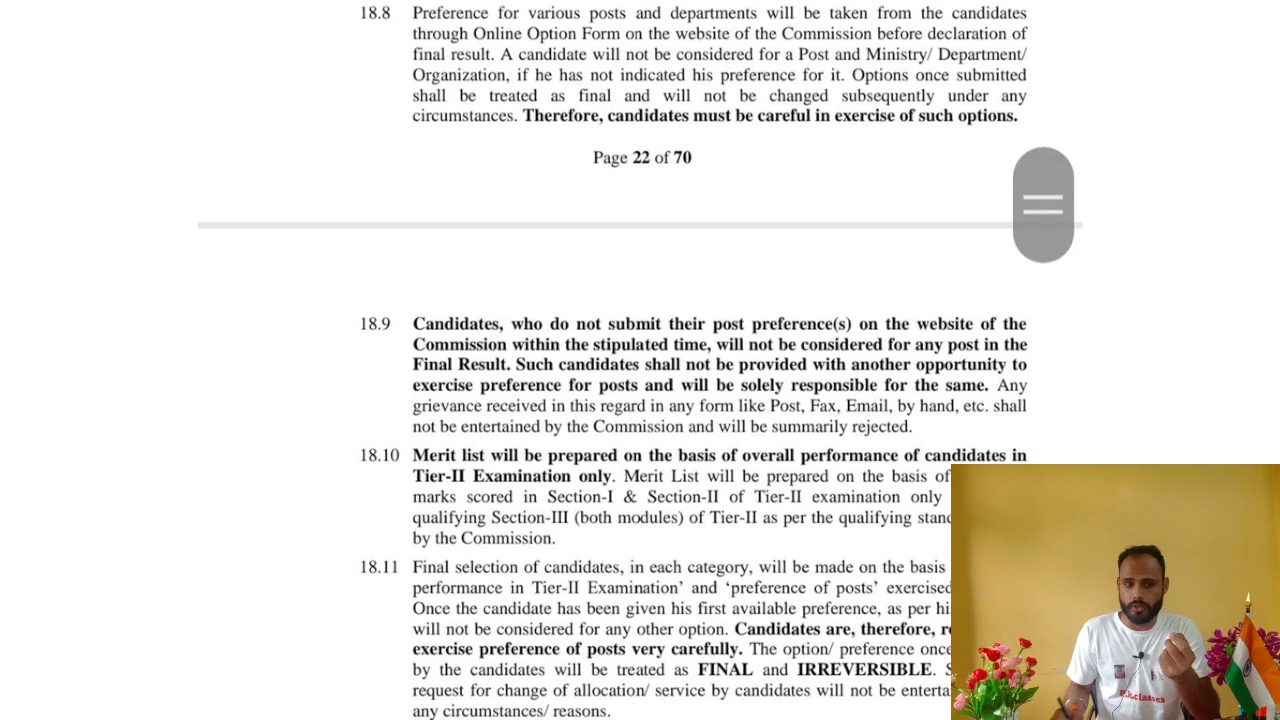 18.8 Preference for various posts and departments will be taken from the candidates
through Online Option Form on the website of the Commission before declaration of
final result. A candidate will not be considered for a Post and Ministry/ Department/
Organization, if he has not indicated his preference for it. Options once submitted
shall be treated as final and will not be changed subsequently under any
circumstances. Therefore, candidates must be careful in exercise of such options.
Page 22 of 70
18.9 Candidates, who do not submit their post preference(s) on the website of the
Commission within the stipulated time, will not be considered for any post in the
Final Result. Such candidates shall not be provided with another opportunity to
exercise preference for posts and will be solely responsible for the same. Any
grievance received in this regard in any form like Post, Fax, Email, by hand, etc. shall
not be entertained by the Commission and will be summarily rejected.
18.10 Merit list will be prepared on the basis of overall performance of candidates in
Tier-II Examination only. Merit List will be prepared on the basis of
marks scored in Section-I & Section-II of Tier-II examination only
qualifying Section-III (both modules) of Tier-II as per the qualifying
by the Commission.
18.11 Final selection of candidates, in each category, will be made on the basis
performance in Tier-II Examination' and 'preference of posts' exercised
Once the candidate has been given his first available preference, as per
will not be considered for any other option. Candidates are, therefore,
exercise preference of posts very carefully. The option/ preference once
by the candidates will be treated as FINAL and IRREVERSIBLE.
request for change of allocation/ service by candidates will not be
any circumstances/ reasons.